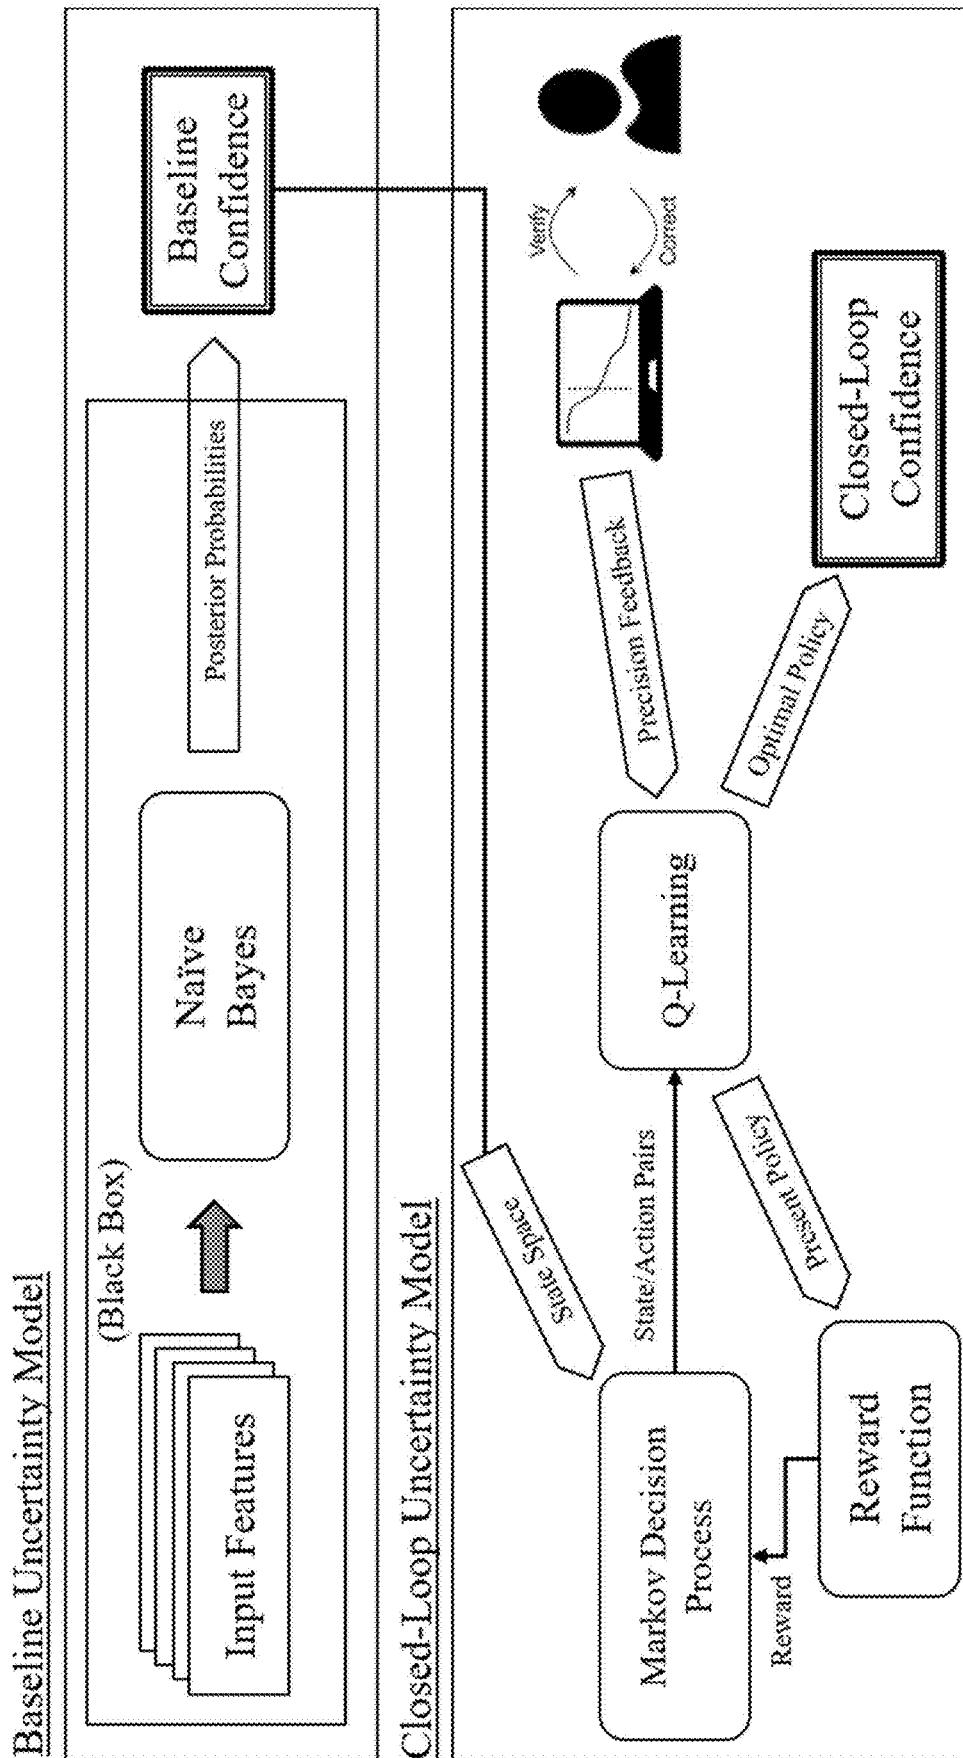 Baseline Uncertainty Model
(Black Box)
Input Features
Naïve
Bayes
Posterior Probabilities
Baseline
Confidence
Closed-Loop Uncertainty Model
State Space
Markov Decision
Process
State/Action Pairs
Q-Learning
Precision Feedback
Verify
Correct
Reward
Reward
Function
Present Policy
Optimal Policy
Closed-Loop
Confidence